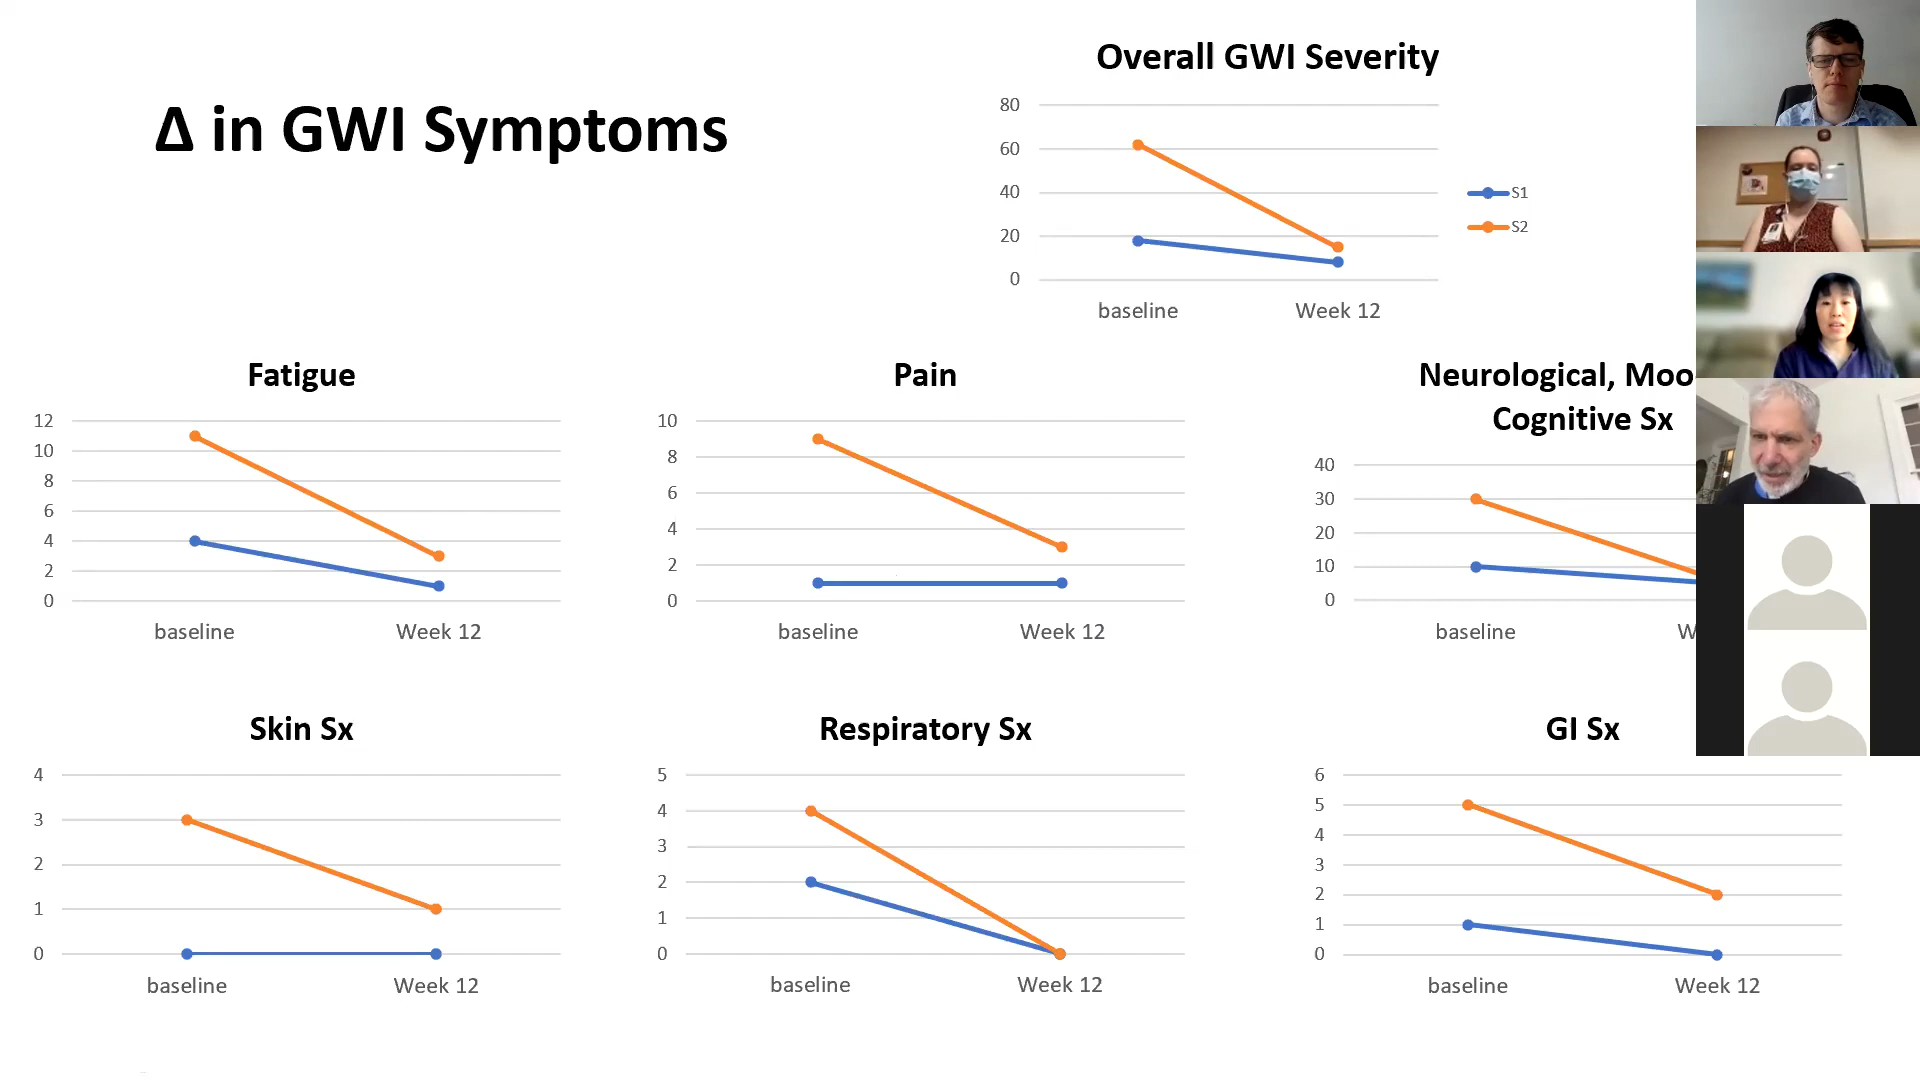 Δ in GWI Symptoms
Overall GWI Severity
80
60
40
20
0
baseline Week 12
S1
S2
Fatigue
12
10
8
6
4
2
0
baseline Week 12
Pain
10
8
6
4
2
0
baseline Week 12
Neurological, Moo
Cognitive Sx
40
30
20
10
0
baseline W
Skin Sx
4
3
2
1
0
baseline Week 12
Respiratory Sx
5
4
3
2
1
0
baseline Week 12
GI Sx
6
5
4
3
2
1
0
baseline Week 12